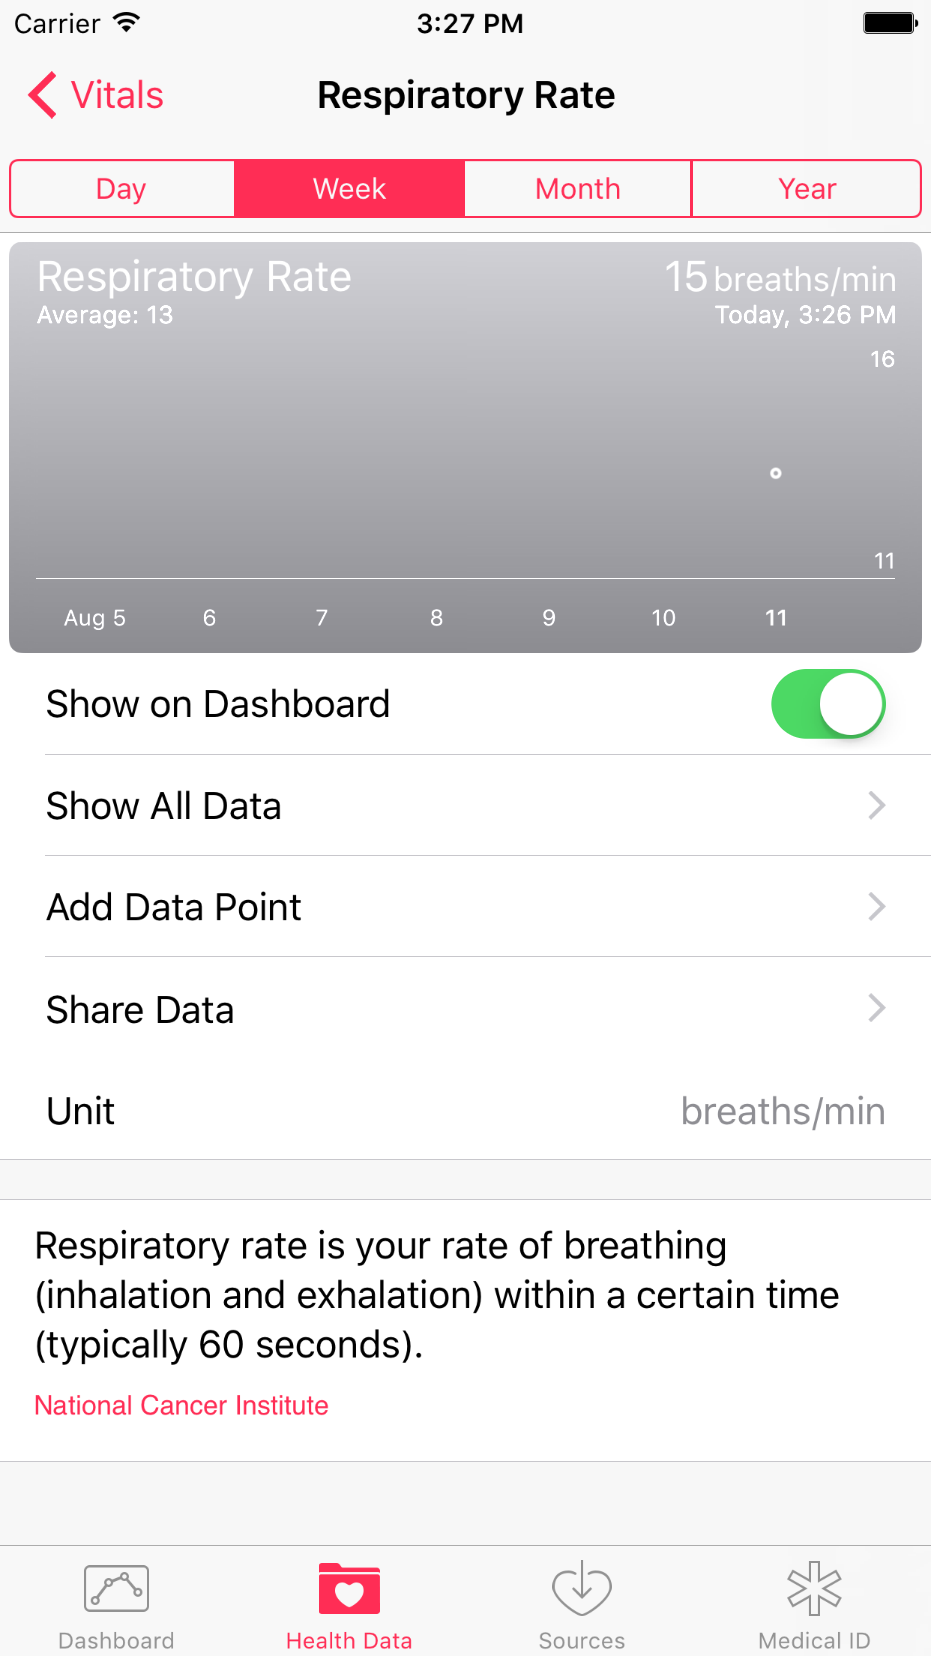 Carrier 3:27 PM
Vitals Respiratory Rate
Day Week Month Year
Respiratory Rate 15 breaths/min
Average: 13 Today, 3:26 PM
16
11
Aug 5 6 7 8 9 10 11
Show on Dashboard
Show All Data
Add Data Point
Share Data
Unit breaths/min
Respiratory rate is your rate of breathing
(inhalation and exhalation) within a certain time
(typically 60 seconds).
National Cancer Institute
Dashboard Health Data Sources Medical ID